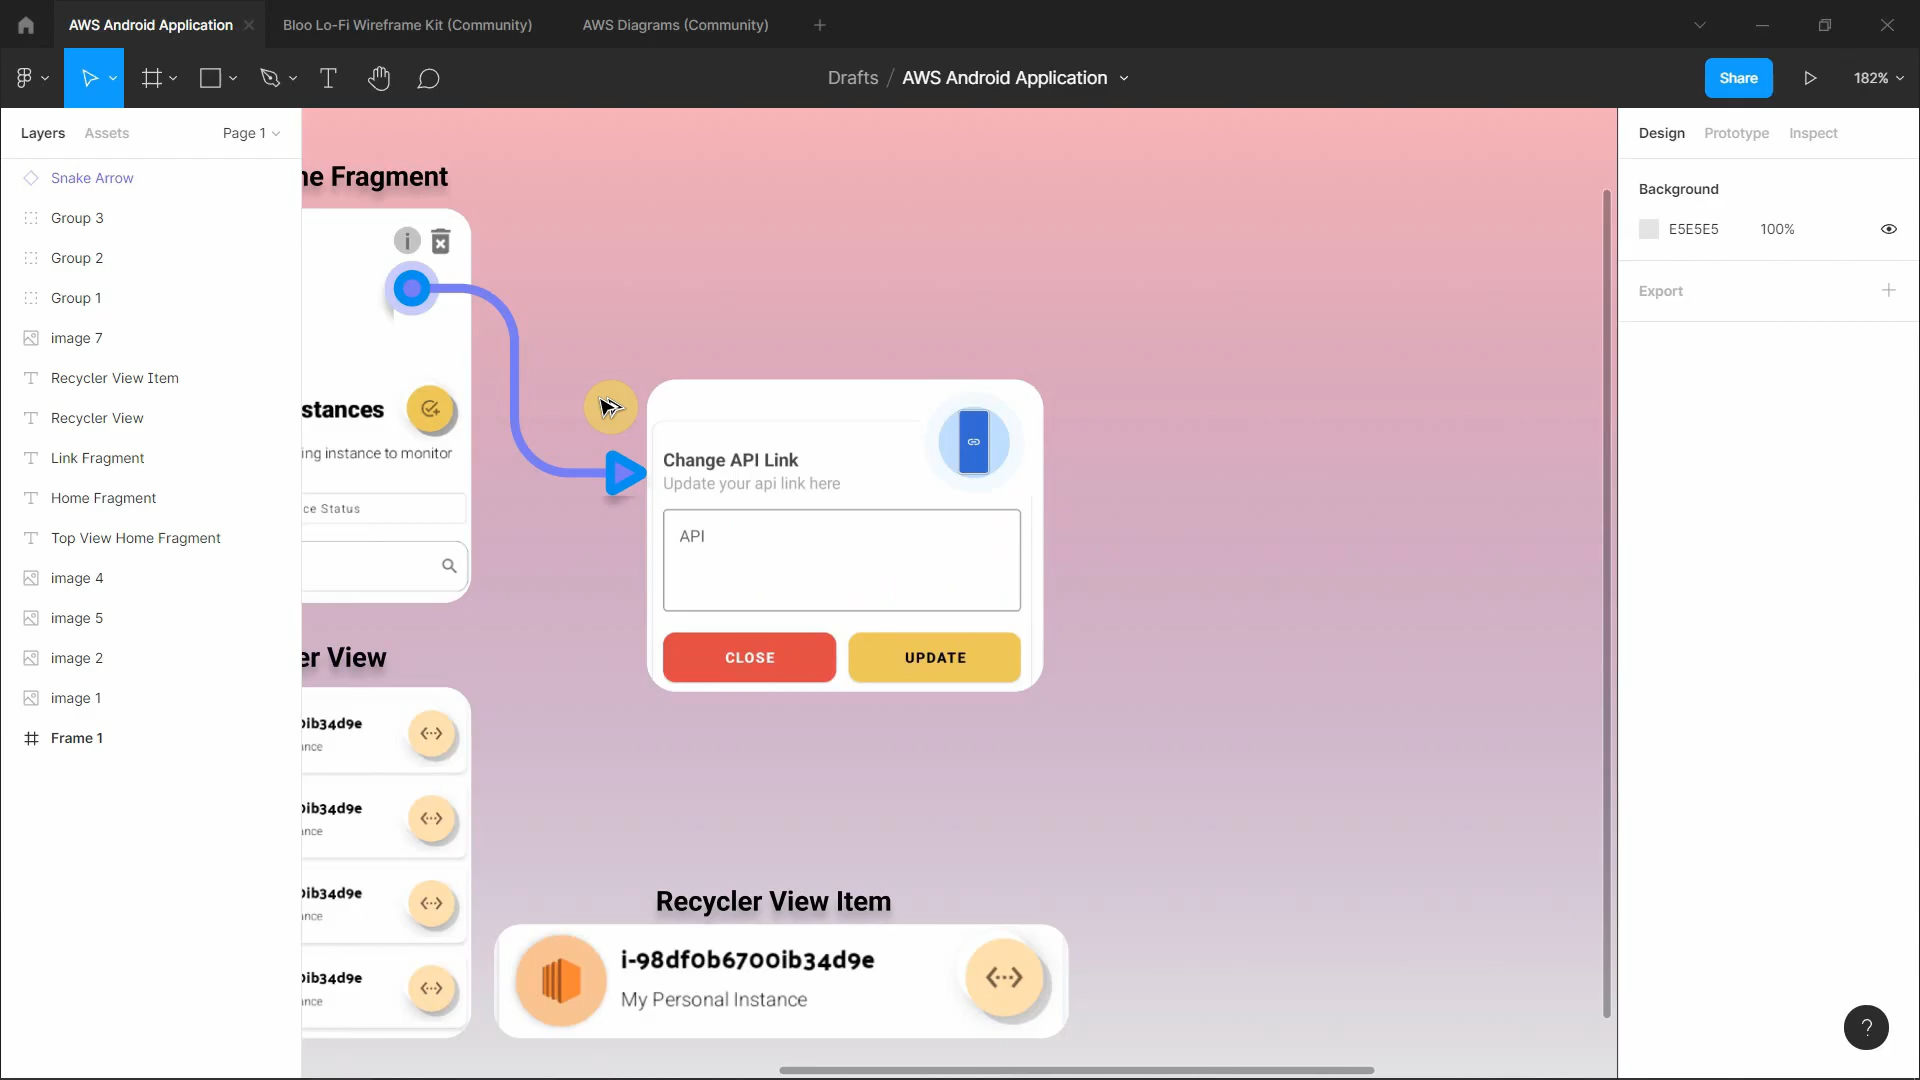 AWS Android Application
Bloo Lo-Fi Wireframe Kit (Community)
AWS Diagrams (Community)
Drafts / AWS Android Application
Share
182%
Layers
Assets
Page 1
Snake Arrow
Group 3
Group 2
Group 1
image 7
Recycler View Item
Recycler View
Link Fragment
Home Fragment
Top View Home Fragment
image 4
image 5
image 2
image 1
Frame 1
ne Fragment
i
stances
ing instance to monitor
ce Status
er View
ib34d9e
nce
ib34d9e
nce
ib34d9e
nce
ib34d9e
nce
Change API Link
Update your api link here
API
CLOSE
UPDATE
Recycler View Item
i-98df0b6700ib34d9e
My Personal Instance
Design
Prototype
Inspect
Background
E5E5E5
100%
Export
?